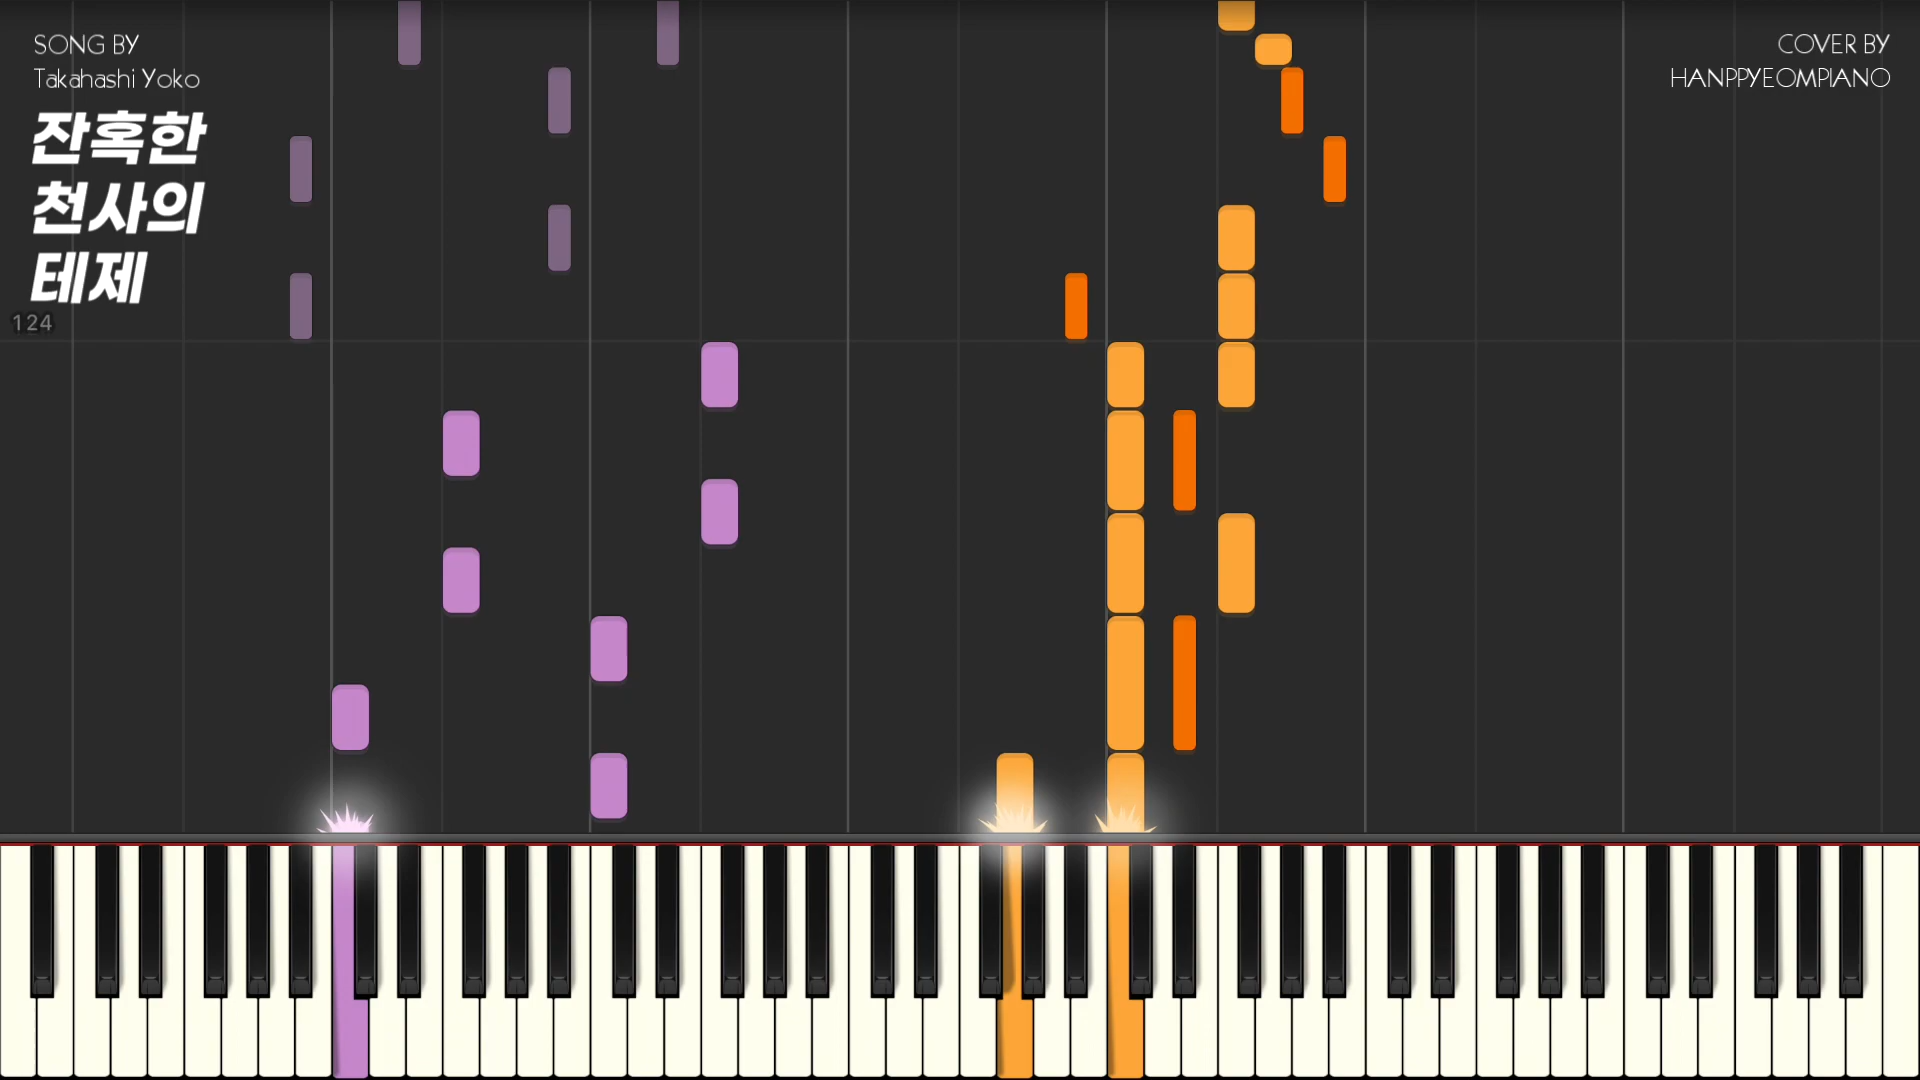 SONG BY
Takahashi Yoko
잔혹한
천사의
테제
124
COVER BY
HANPPYEOMPIANO